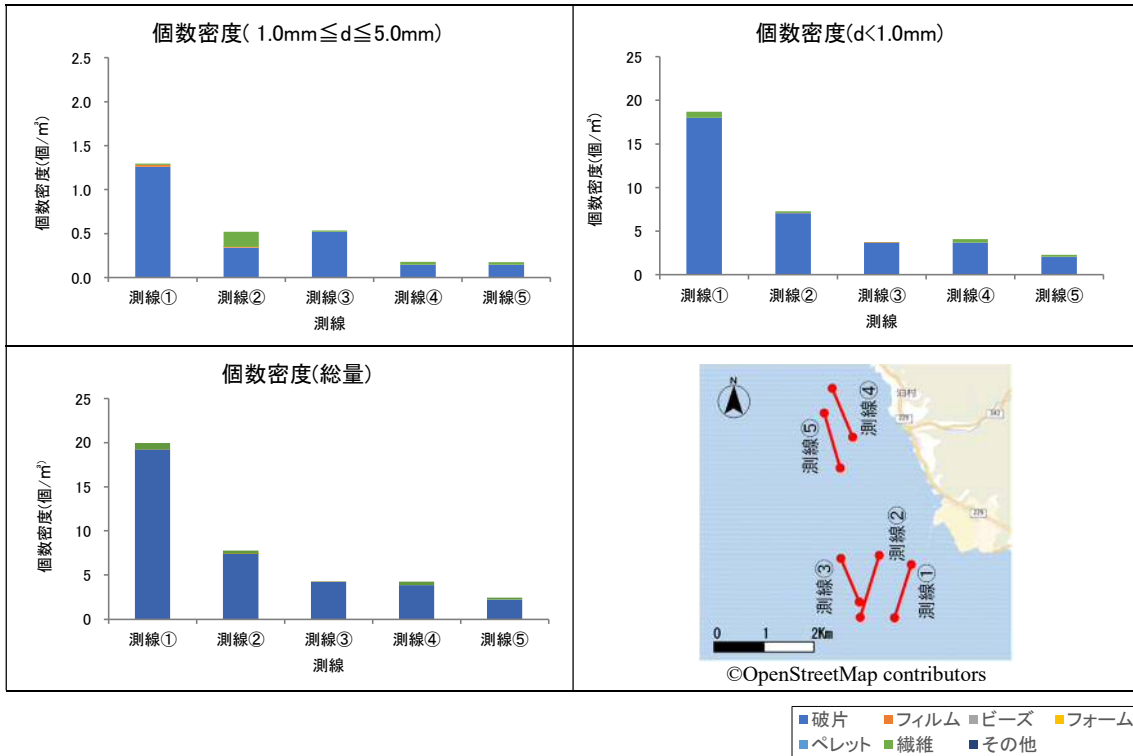 個数密度( 1.0mm≦d≦5.0mm)
個数密度(個/㎥)
2.5
2.0
1.5
1.0
0.5
0.0
測線① 測線② 測線③ 測線④ 測線⑤
測線
個数密度(d<1.0mm)
個数密度(個/㎥)
25
20
15
10
5
0
測線① 測線② 測線③ 測線④ 測線⑤
測線
個数密度(総量)
個数密度(個/㎥)
25
20
15
10
5
0
測線① 測線② 測線③ 測線④ 測線⑤
測線
N
測線④
測線⑤
測線②
測線③
測線①
226
342
226
0 1 2Km
©OpenStreetMap contributors
破片 フィルム ビーズ フォーム
ペレット 繊維 その他